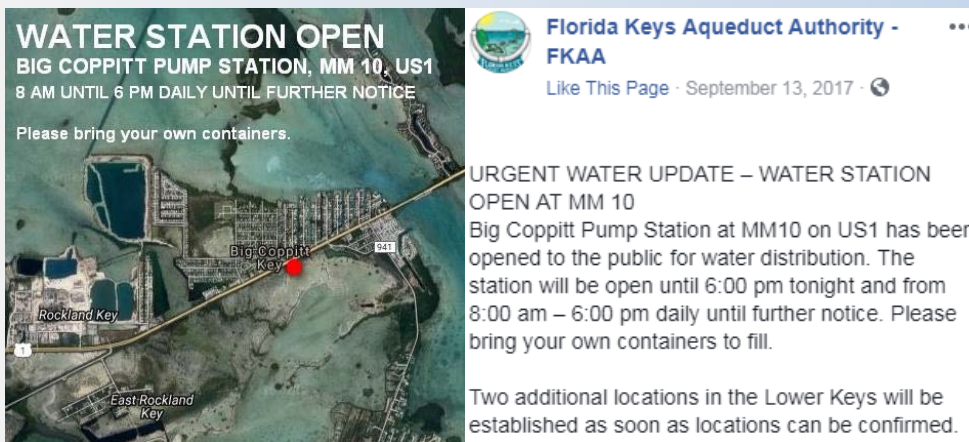 WATER STATION OPEN
BIG COPPITT PUMP STATION, MM 10, US1
8 AM UNTIL 6 PM DAILY UNTIL FURTHER NOTICE
Please bring your own containers.
Big Coppitt
Key
941
Rockland Key
1
East Rockland
Key
Florida Keys Aqueduct Authority -
FKAA
Like This Page · September 13, 2017 ·
URGENT WATER UPDATE – WATER STATION
OPEN AT MM 10
Big Coppitt Pump Station at MM10 on US1 has been
opened to the public for water distribution. The
station will be open until 6:00 pm tonight and from
8:00 am – 6:00 pm daily until further notice. Please
bring your own containers to fill.
Two additional locations in the Lower Keys will be
established as soon as locations can be confirmed.